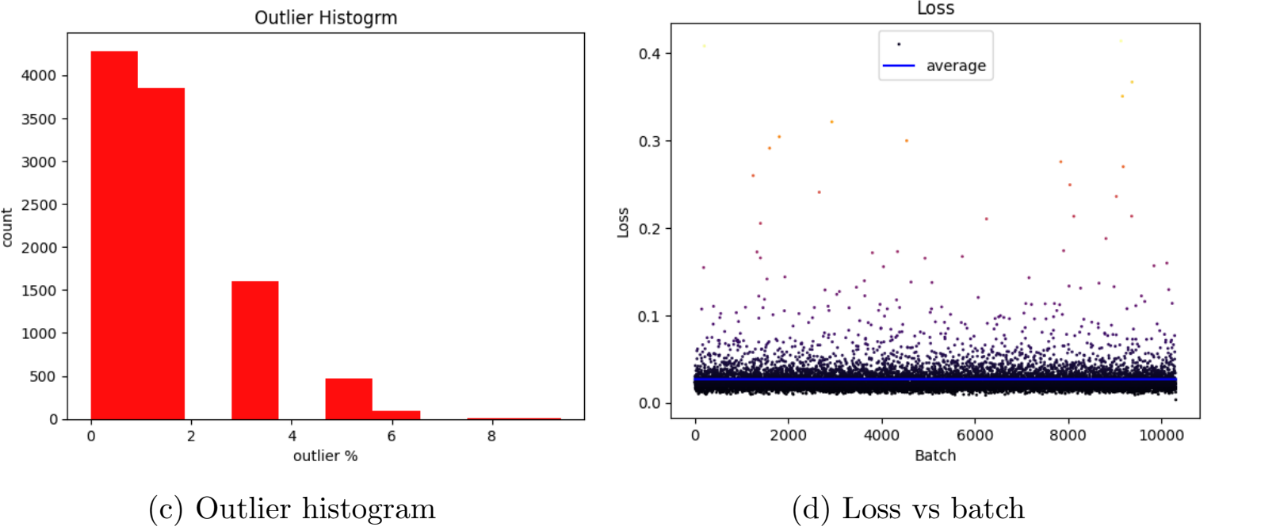 Outlier Histogrm
4000
3500
3000
2500
2000
1500
1000
500
0
count
0 2 4 6 8
outlier %
(c) Outlier histogram
Loss
average
0.4
0.3
0.2
0.1
0.0
Loss
0 2000 4000 6000 8000 10000
Batch
(d) Loss vs batch